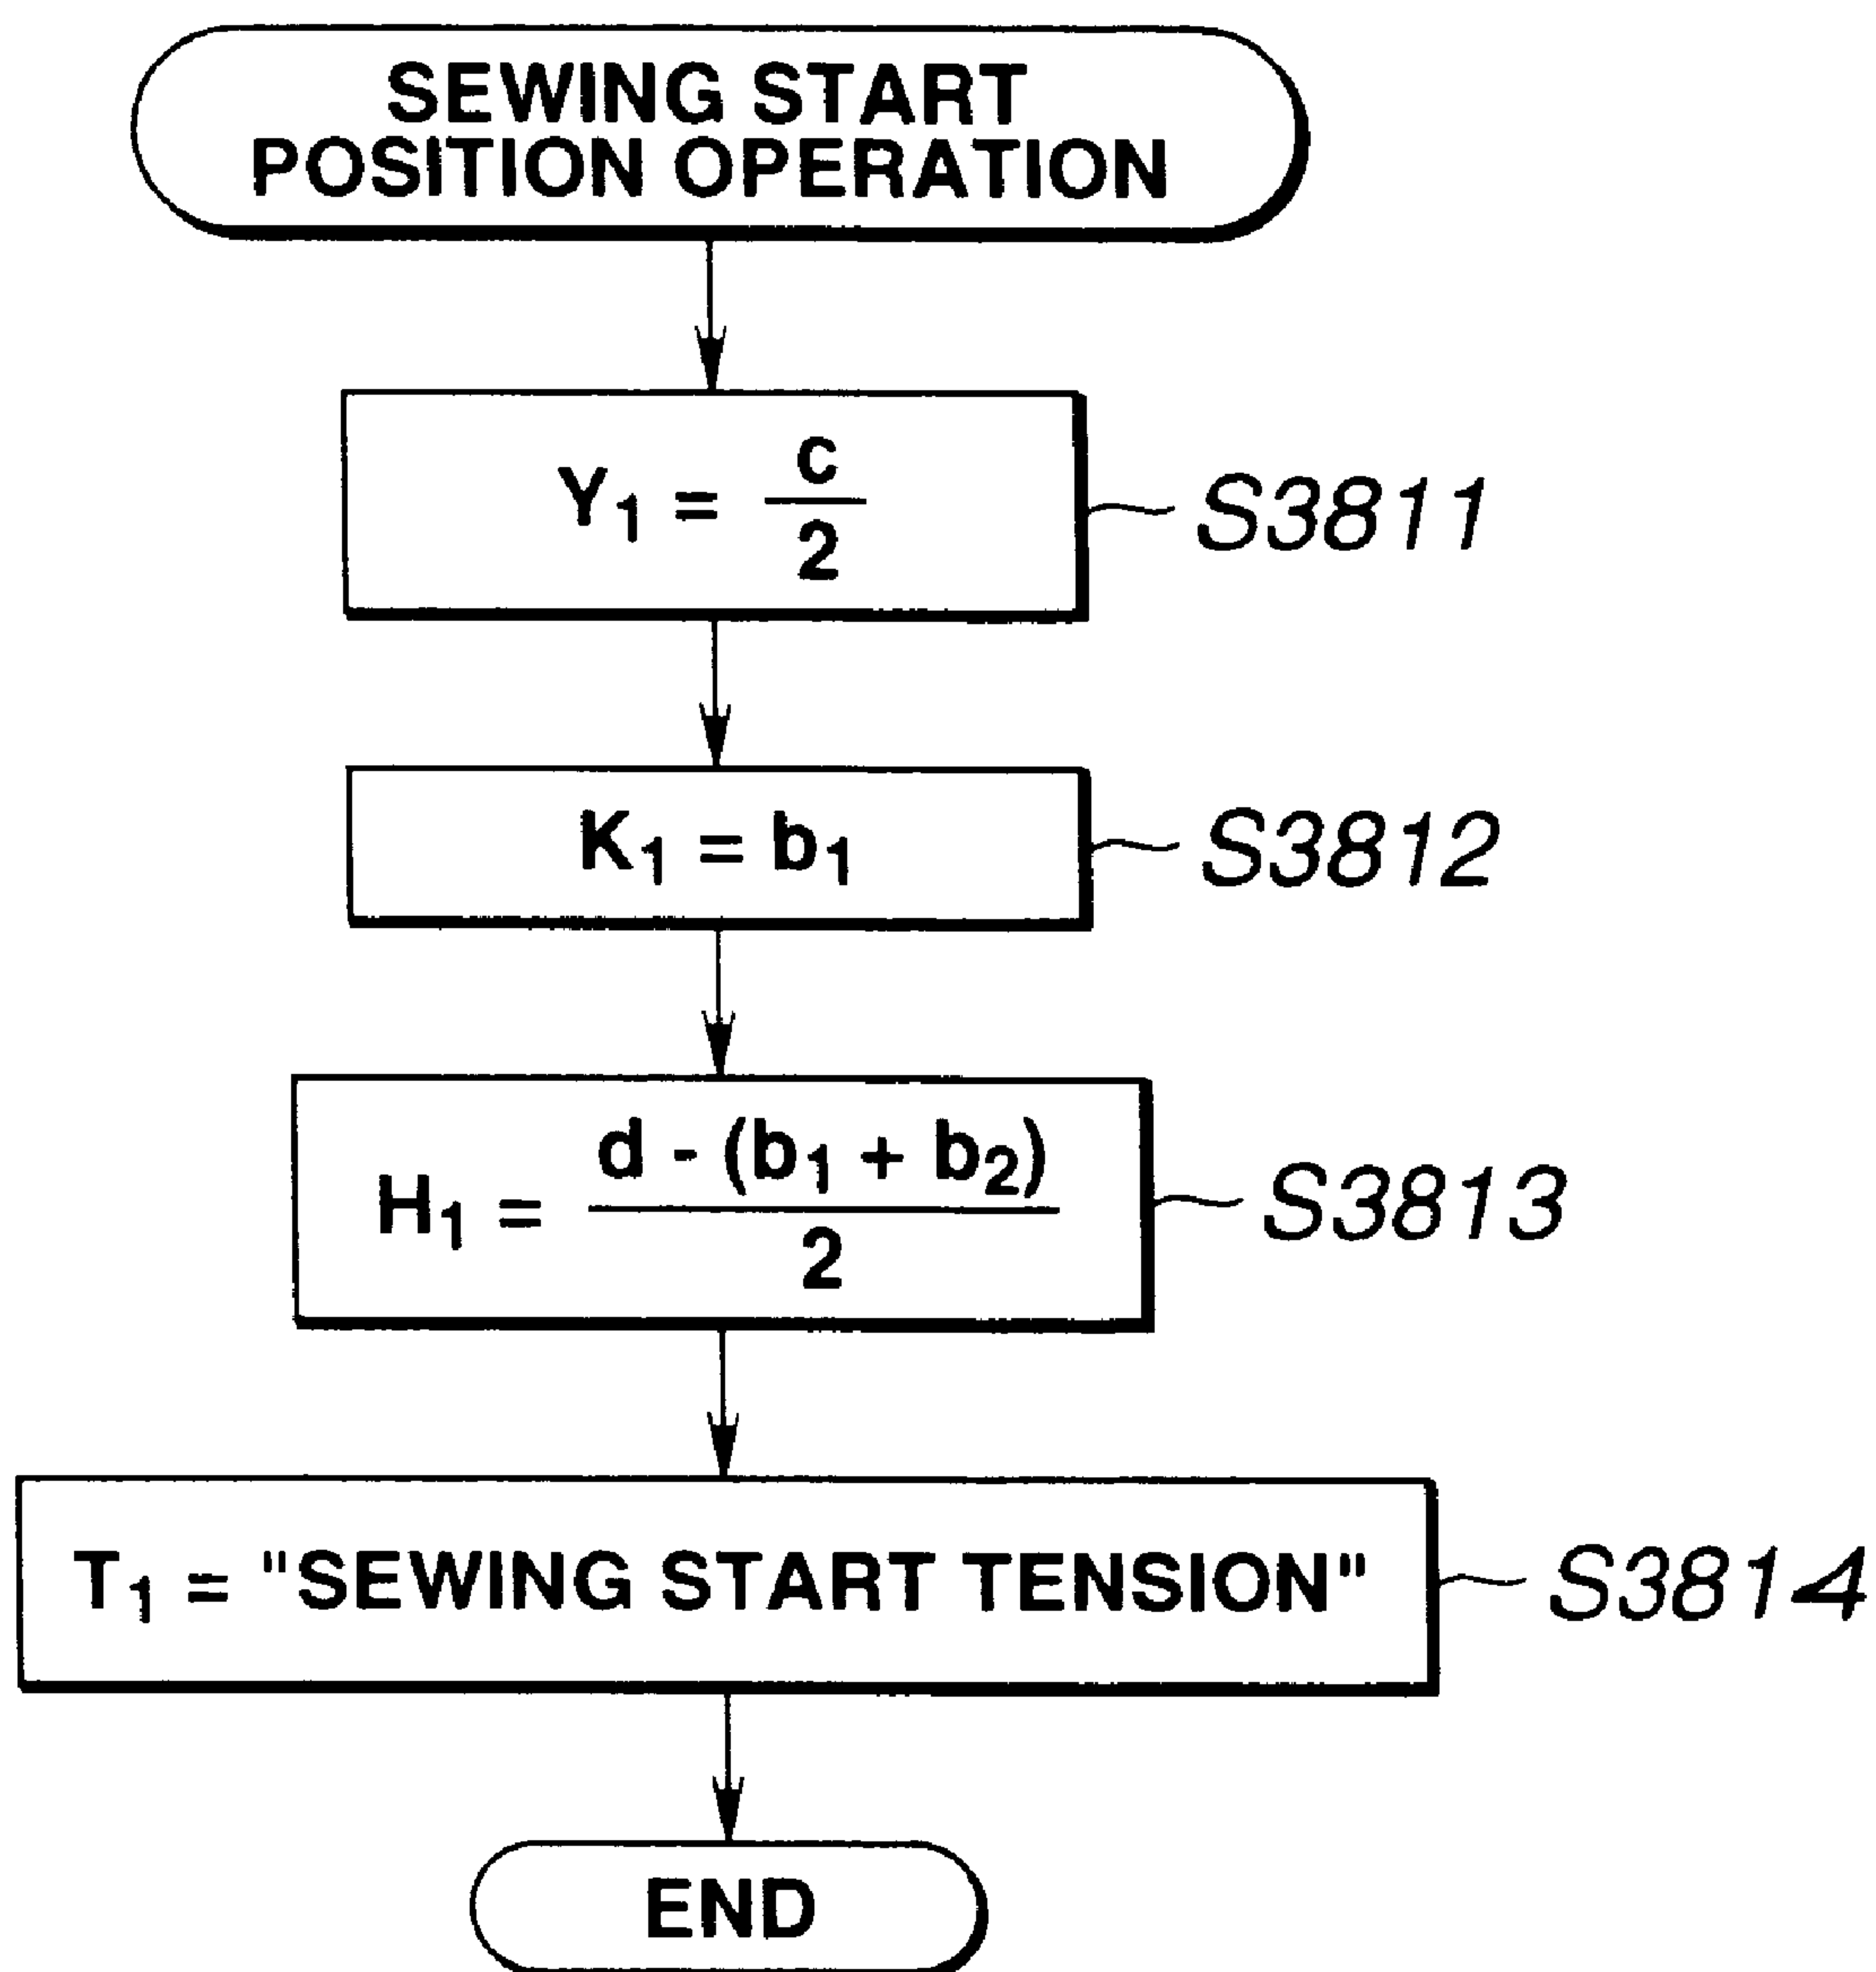 SEWING START
POSITION OPERATION
Y₁ = c/2
S3811
K₁ = b₁
S3812
H₁ = d - (b₁ + b₂)/2
S3813
T₁ = "SEWING START TENSION"
S3814
END